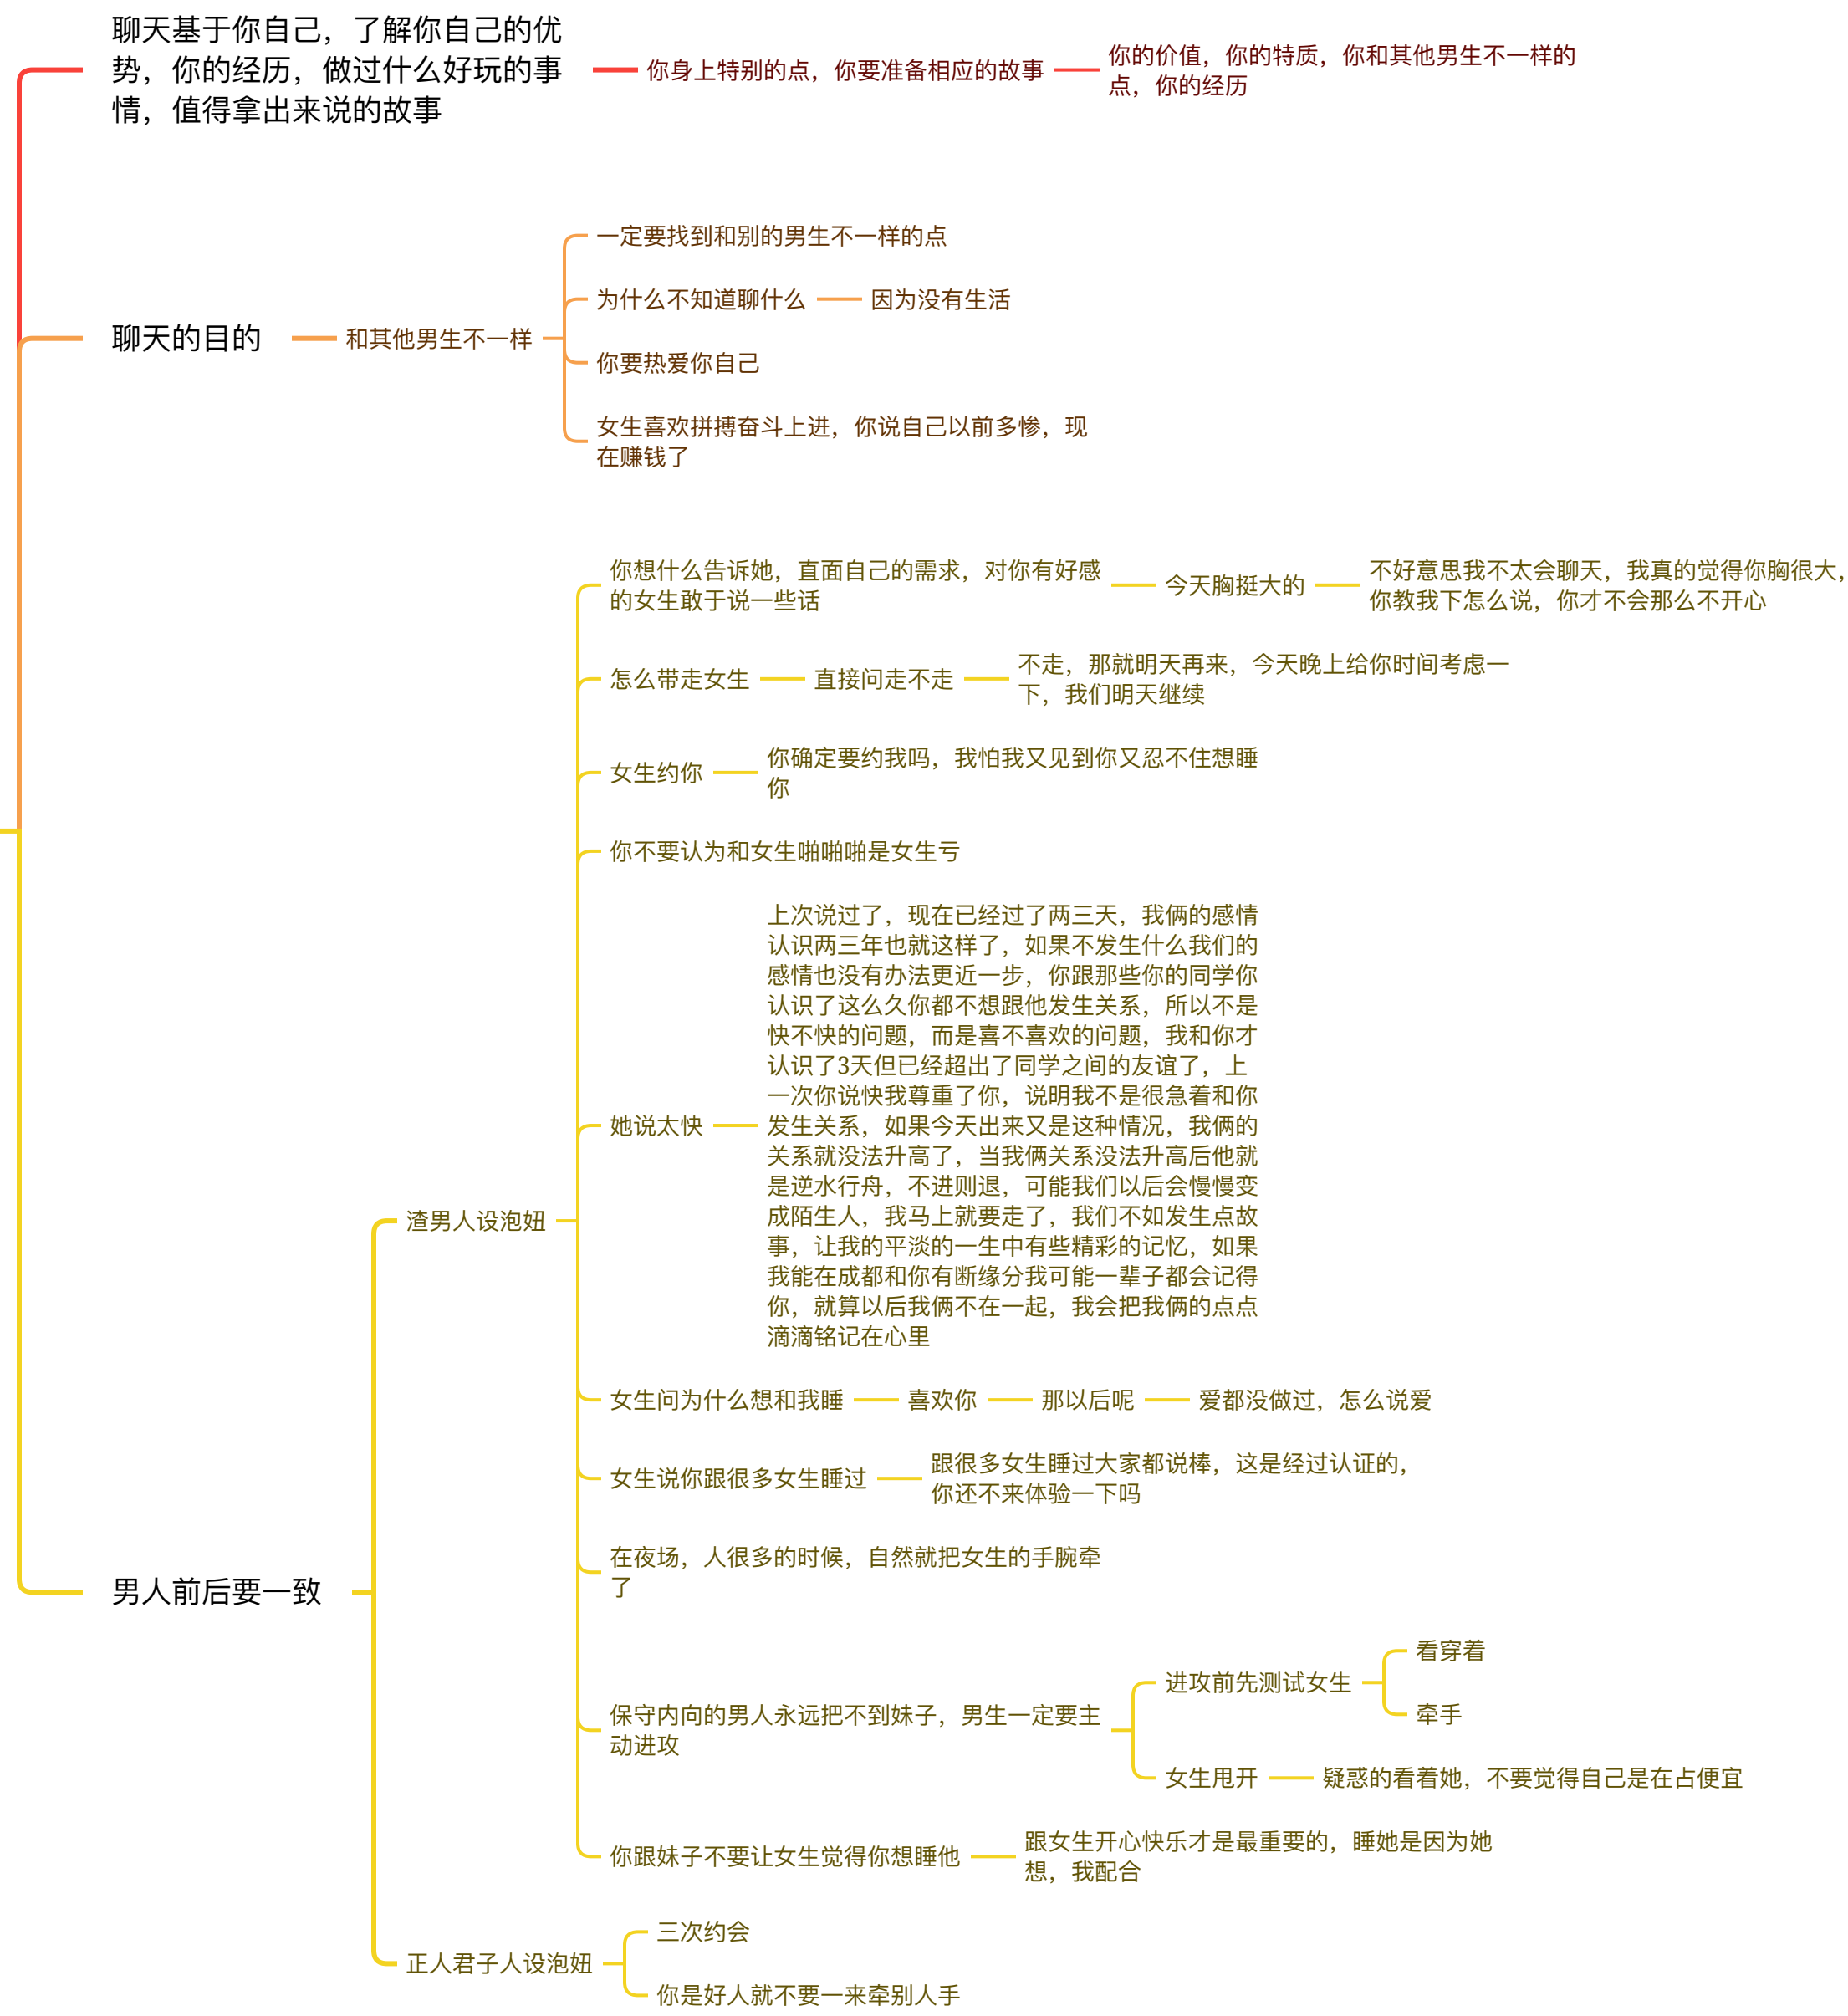 聊天基于你自己，了解你自己的优
势，你的经历，做过什么好玩的事
情，值得拿出来说的故事
你身上特别的点，你要准备相应的故事
你的价值，你的特质，你和其他男生不一样的
点，你的经历
聊天的目的
和其他男生不一样
一定要找到和别的男生不一样的点
为什么不知道聊什么
因为没有生活
你要热爱你自己
女生喜欢拼搏奋斗上进，你说自己以前多惨，现
在赚钱了
男人前后要一致
渣男人设泡妞
你想什么告诉她，直面自己的需求，对你有好感
的女生敢于说一些话
今天胸挺大的
不好意思我不太会聊天，我真的觉得你胸很大，
你教我下怎么说，你才不会那么不开心
怎么带走女生
直接问走不走
不走，那就明天再来，今天晚上给你时间考虑一
下，我们明天继续
女生约你
你确定要约我吗，我怕我又见到你又忍不住想睡
你
你不要认为和女生啪啪啪是女生亏
她说太快
上次说过了，现在已经过了两三天，我俩的感情
认识两三年也就这样了，如果不发生什么我们的
感情也没有办法更近一步，你跟那些你的同学你
认识了这么久你都不想跟他发生关系，所以不是
快不快的问题，而是喜不喜欢的问题，我和你才
认识了3天但已经超出了同学之间的友谊了，上
一次你说快我尊重了你，说明我不是很急着和你
发生关系，如果今天出来又是这种情况，我俩的
关系就没法升高了，当我俩关系没法升高后他就
是逆水行舟，不进则退，可能我们以后会慢慢变
成陌生人，我马上就要走了，我们不如发生点故
事，让我的平淡的一生中有些精彩的记忆，如果
我能在成都和你有断缘分我可能一辈子都会记得
你，就算以后我俩不在一起，我会把我俩的点点
滴滴铭记在心里
女生问为什么想和我睡
喜欢你
那以后呢
爱都没做过，怎么说爱
女生说你跟很多女生睡过
跟很多女生睡过大家都说棒，这是经过认证的，
你还不来体验一下吗
在夜场，人很多的时候，自然就把女生的手腕牵
了
保守内向的男人永远把不到妹子，男生一定要主
动进攻
进攻前先测试女生
看穿着
牵手
女生甩开
疑惑的看着她，不要觉得自己是在占便宜
你跟妹子不要让女生觉得你想睡他
跟女生开心快乐才是最重要的，睡她是因为她
想，我配合
正人君子人设泡妞
三次约会
你是好人就不要一来牵别人手